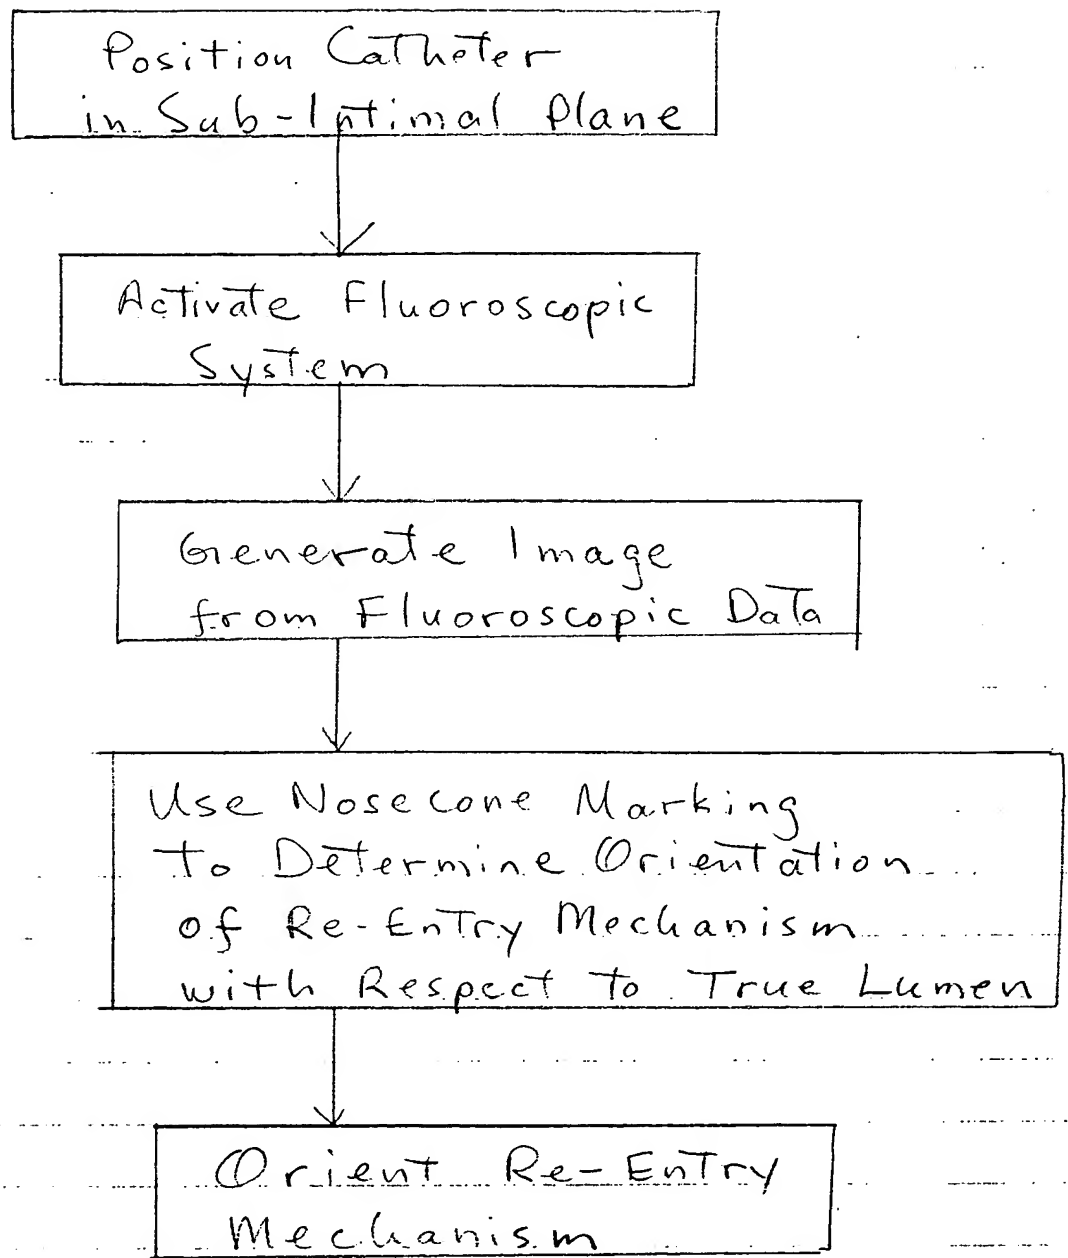 Position Catheter
in Sub-Intimal Plane
Activate Fluoroscopic
System
Generate Image
from Fluoroscopic Data
Use Nosecone Marking
to Determine Orientation
of Re-Entry Mechanism
with Respect to True Lumen
Orient Re-Entry
Mechanism